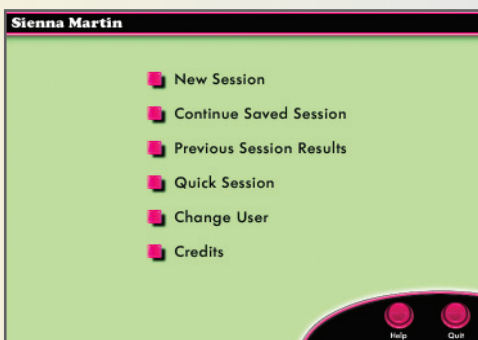 Sienna Martin
New Session
Continue Saved Session
Previous Session Results
Quick Session
Change User
Credits
Help
Quit